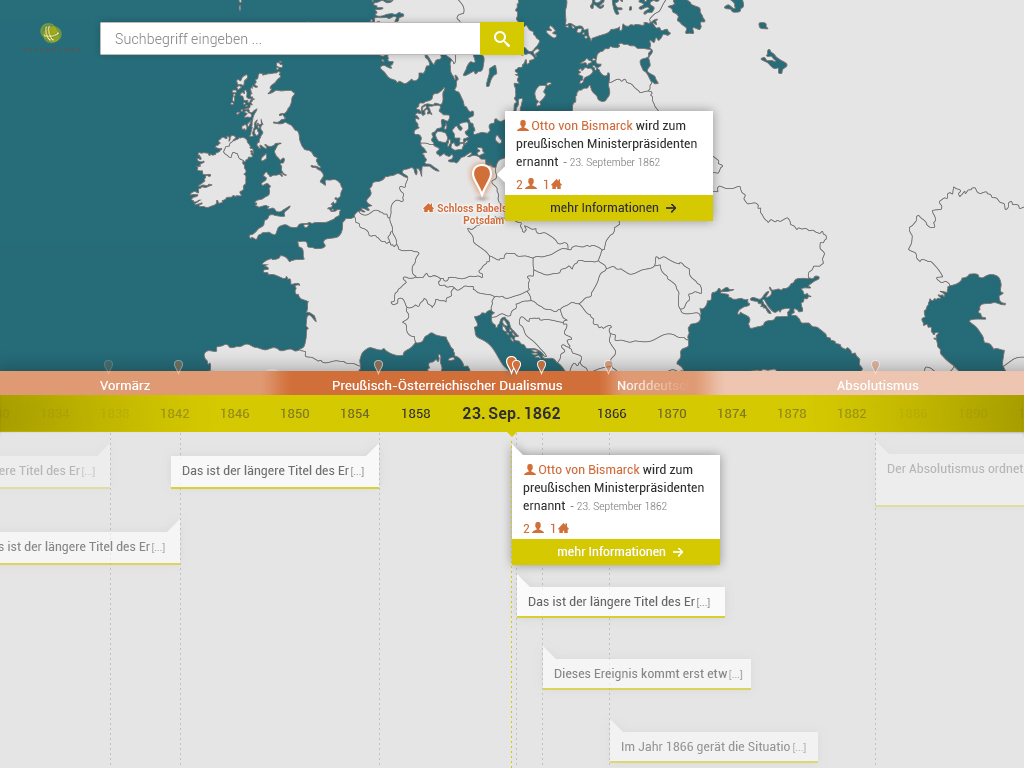 Suchbegriff eingeben ...
Otto von Bismarck wird zum
preußischen Ministerpräsidenten
ernannt - 23. September 1862
2 1
mehr Informationen
Schloss Babels
Potsdam
Vormärz Preußisch-Österreichischer Dualismus Norddeutsc Absolutismus
1834 1838 1842 1846 1850 1854 1858 23. Sep. 1862 1866 1870 1874 1878 1882 1886 1890
ere Titel des Er[...]
Das ist der längere Titel des Er[...]
Otto von Bismarck wird zum
preußischen Ministerpräsidenten
ernannt - 23. September 1862
2 1
mehr Informationen
Der Absolutismus ordnet
s ist der längere Titel des Er[...]
Das ist der längere Titel des Er[...]
Dieses Ereignis kommt erst etw[...]
Im Jahr 1866 gerät die Situatio[...]